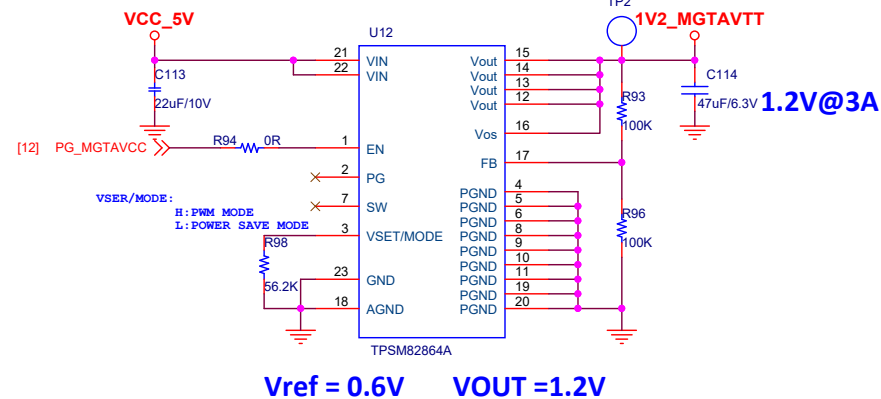 TP2
VCC_5V
1V2_MGTAVTT
U12
C113
22uF/10V
21 VIN
22 VIN
Vout 15
Vout 14
Vout 13
Vout 12
Vos 16
FB 17
C114
47uF/6.3V
1.2V@3A
R93
100K
[12] PG_MGTAVCC
R94 0R
1 EN
2 PG
7 SW
3 VSET/MODE
VSER/MODE:
H:PWM MODE
L:POWER SAVE MODE
R98
56.2K
23 GND
18 AGND
PGND 4
PGND 5
PGND 6
PGND 8
PGND 9
PGND 10
PGND 11
PGND 19
PGND 20
R96
100K
TPSM82864A
Vref = 0.6V VOUT =1.2V